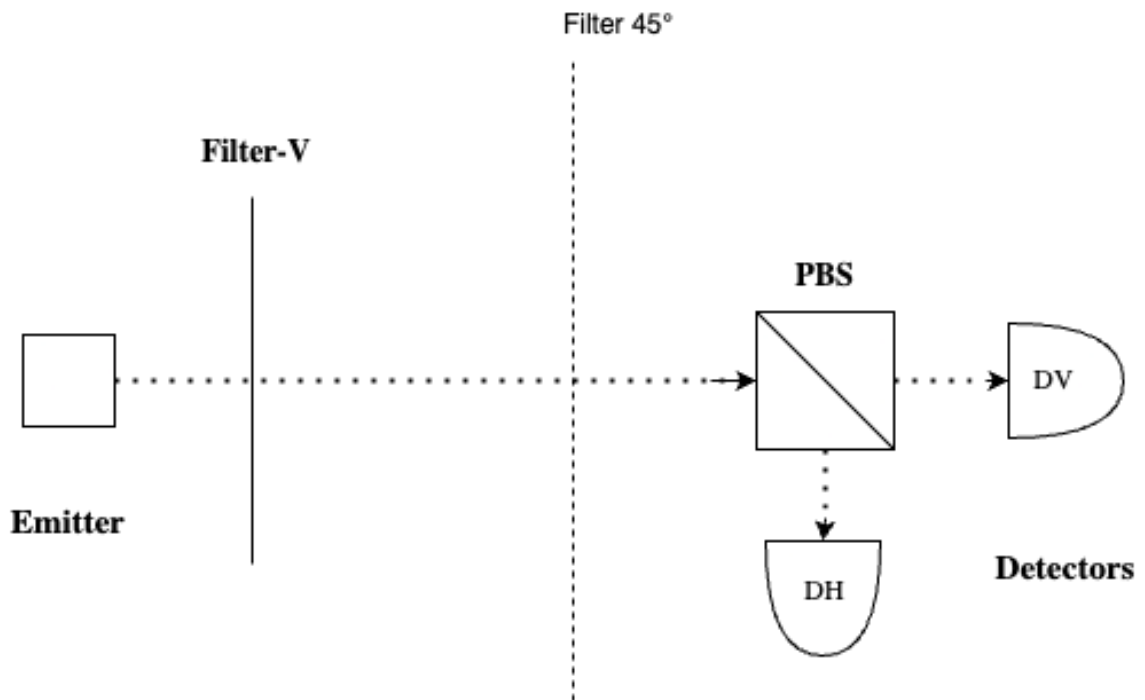 Filter 45°
Filter-V
PBS
DV
Emitter
Detectors
DH